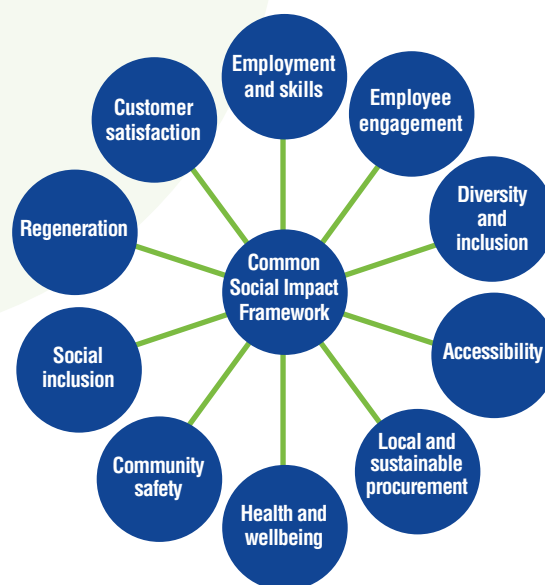 Employment
and skills
Employee
engagement
Diversity
and
inclusion
Accessibility
Local and
sustainable
procurement
Health and
wellbeing
Community
safety
Social
inclusion
Regeneration
Customer
satisfaction
Common
Social Impact
Framework